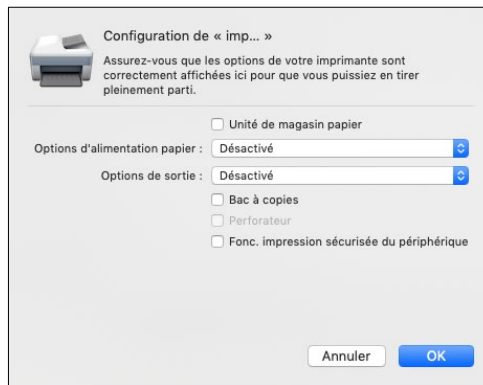 Configuration de « imp... »
Assurez-vous que les options de votre imprimante sont
correctement affichées ici pour que vous puissiez en tirer
pleinement parti.
Unité de magasin papier
Options d'alimentation papier : Désactivé
Options de sortie : Désactivé
Bac à copies
Perforateur
Fonc. impression sécurisée du périphérique
Annuler OK